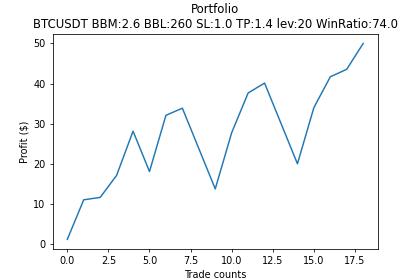 Portfolio
BTCUSDT BBM:2.6 BBL:260 SL:1.0 TP:1.4 lev:20 WinRatio:74.0
50
40
30
20
10
0
Profit ($)
0.0 2.5 5.0 7.5 10.0 12.5 15.0 17.5
Trade counts